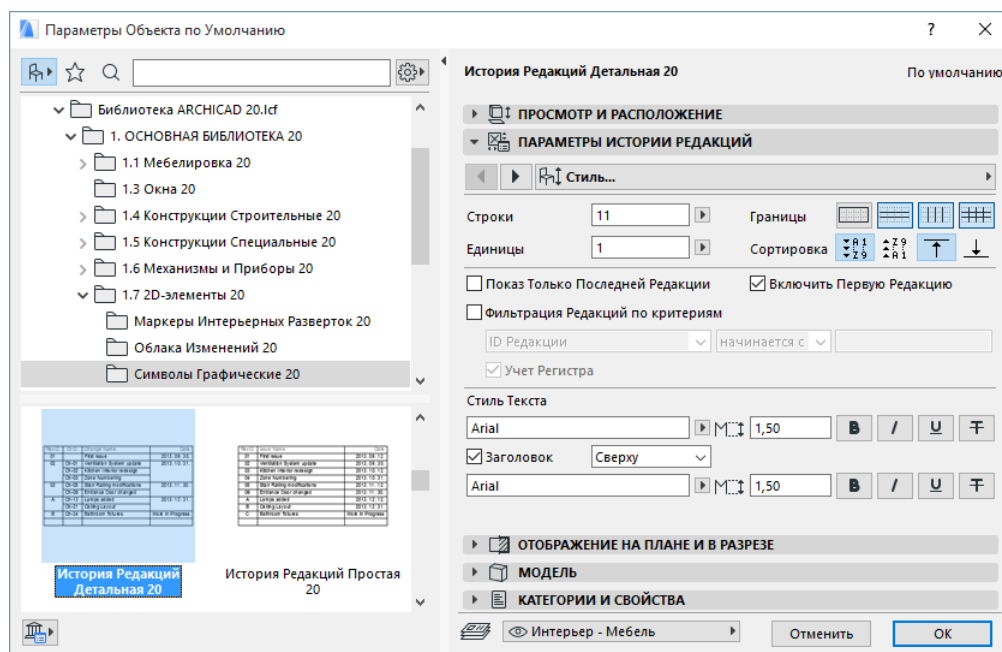 Параметры Объекта по Умолчанию
?
История Редакций Детальная 20
По умолчанию
Библиотека ARCHICAD 20.lcf
1. ОСНОВНАЯ БИБЛИОТЕКА 20
1.1 Мебелировка 20
1.3 Окна 20
1.4 Конструкции Строительные 20
1.5 Конструкции Специальные 20
1.6 Механизмы и Приборы 20
1.7 2D-элементы 20
Маркеры Интерьерных Разверток 20
Облака Изменений 20
Символы Графические 20
История Редакций
Детальная 20
История Редакций Простая
20
ПРОСМОТР И РАСПОЛОЖЕНИЕ
ПАРАМЕТРЫ ИСТОРИИ РЕДАКЦИЙ
Стиль...
Строки 11 Границы
Единицы 1 Сортировка
Показ Только Последней Редакции Включить Первую Редакцию
Фильтрация Редакций по критериям
ID Редакции начинается с
Учет Регистра
Стиль Текста
Arial 1,50 B I U T
Заголовок Сверху
Arial 1,50 B I U T
ОТОБРАЖЕНИЕ НА ПЛАНЕ И В РАЗРЕЗЕ
МОДЕЛЬ
КАТЕГОРИИ И СВОЙСТВА
Интерьер - Мебель
Отменить OK